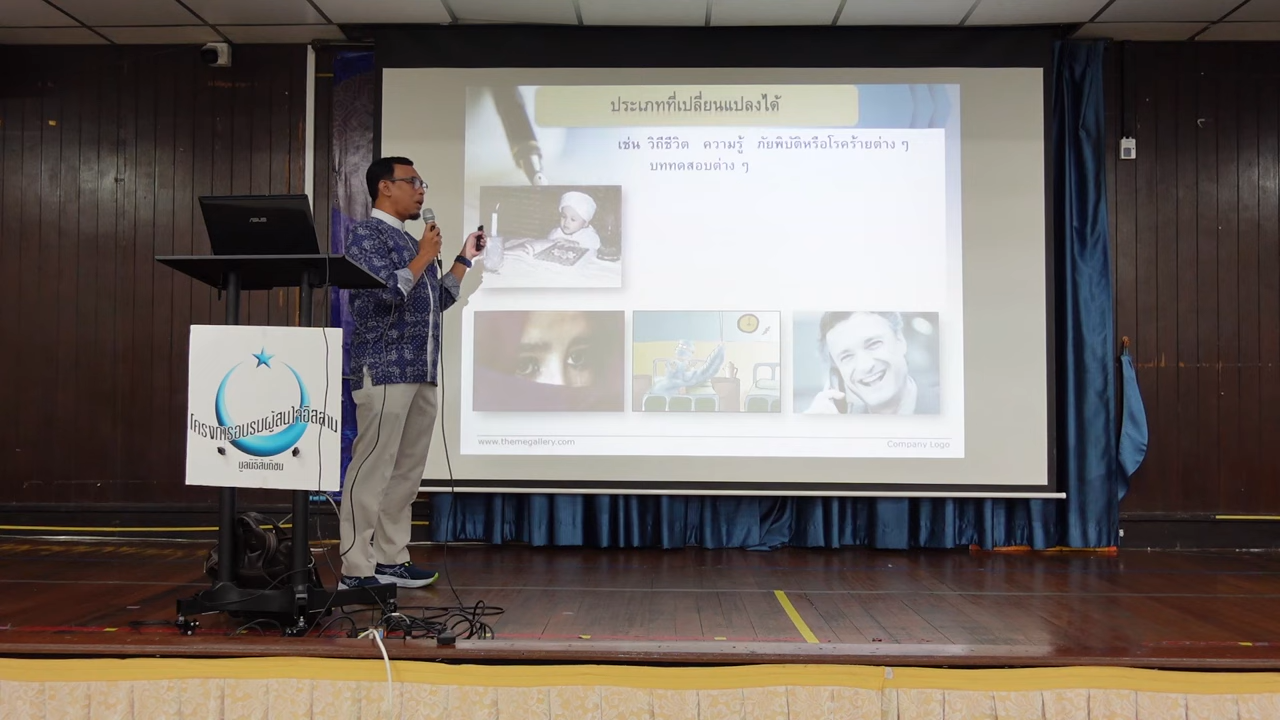 ประเภทที่เปลี่ยนแปลงได้
เช่น วิถีชีวิต ความรู้ ภัยพิบัติหรือโรคร้ายต่าง ๆ
บททดสอบต่าง ๆ
www.themegallery.com
Company Logo
ASUS
โครงการอบรมผู้สนใจอิสลาม
มูลนิธิสันติชน